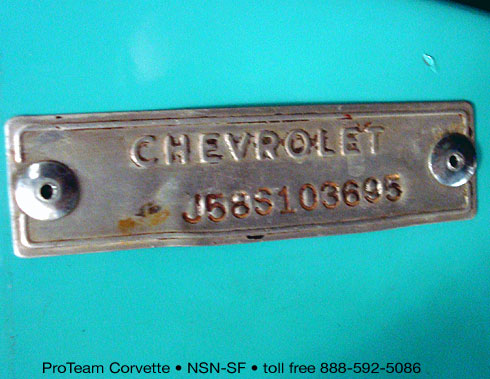 CHEVROLET
J58S103695
ProTeam Corvette • NSN-SF • toll free 888-592-5086